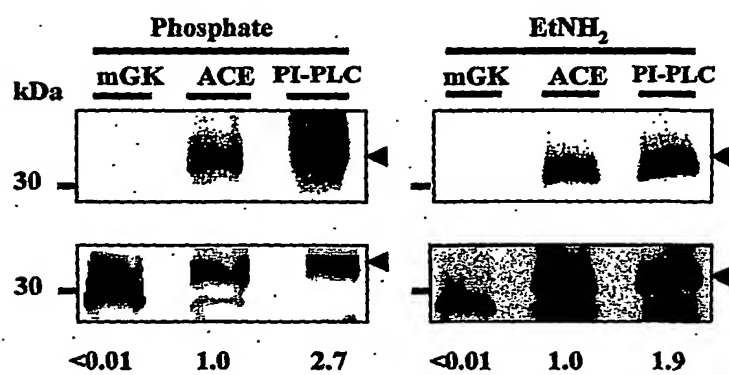 Phosphate EtNH₂
kDa mGK ACE PI-PLC mGK ACE PI-PLC
30
30
<0.01 1.0 2.7 <0.01 1.0 1.9